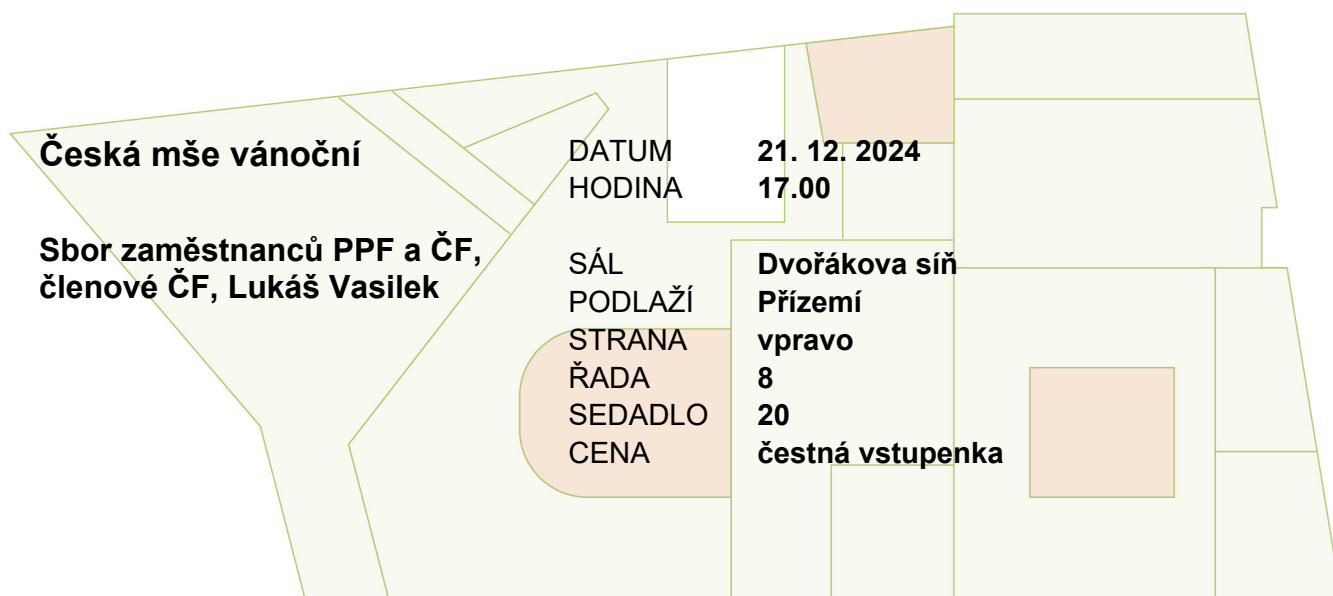 Česká mše vánoční
Sbor zaměstnanců PPF a ČF,
členové ČF, Lukáš Vasilek
DATUM 21. 12. 2024
HODINA 17.00
SÁL Dvořákova síň
PODLAŽÍ Přízemí
STRANA vpravo
ŘADA 8
SEDADLO 20
CENA čestná vstupenka